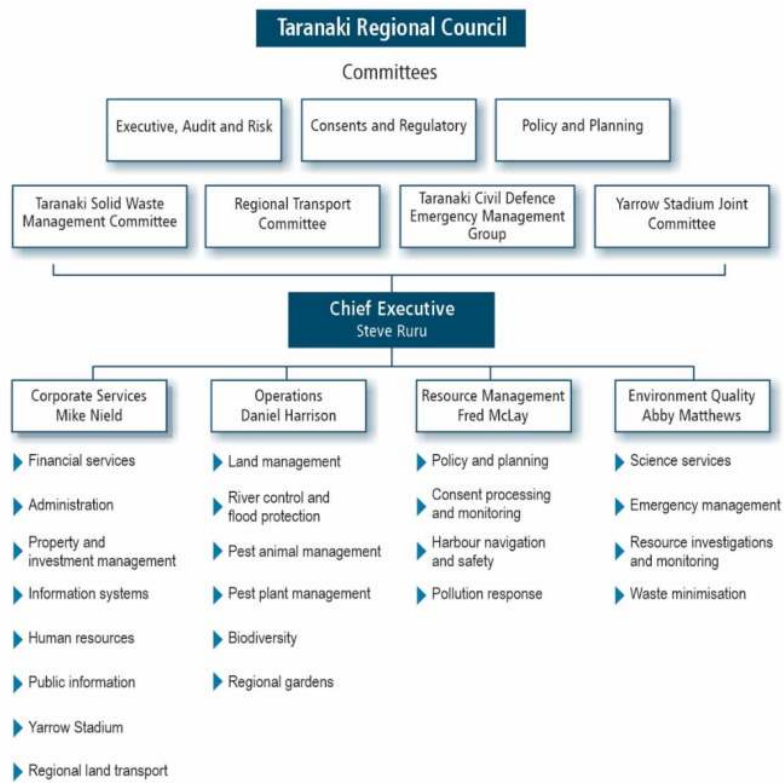 Taranaki Regional Council
Committees
Executive, Audit and Risk
Consents and Regulatory
Policy and Planning
Taranaki Solid Waste
Management Committee
Regional Transport
Committee
Taranaki Civil Defence
Emergency Management
Group
Yarrow Stadium Joint
Committee
Chief Executive
Steve Ruru
Corporate Services
Mike Nield
Financial services
Administration
Property and
investment management
Information systems
Human resources
Public information
Yarrow Stadium
Regional land transport
Operations
Daniel Harrison
Land management
River control and
flood protection
Pest animal management
Pest plant management
Biodiversity
Regional gardens
Resource Management
Fred McLay
Policy and planning
Consent processing
and monitoring
Harbour navigation
and safety
Pollution response
Environment Quality
Abby Matthews
Science services
Emergency management
Resource investigations
and monitoring
Waste minimisation